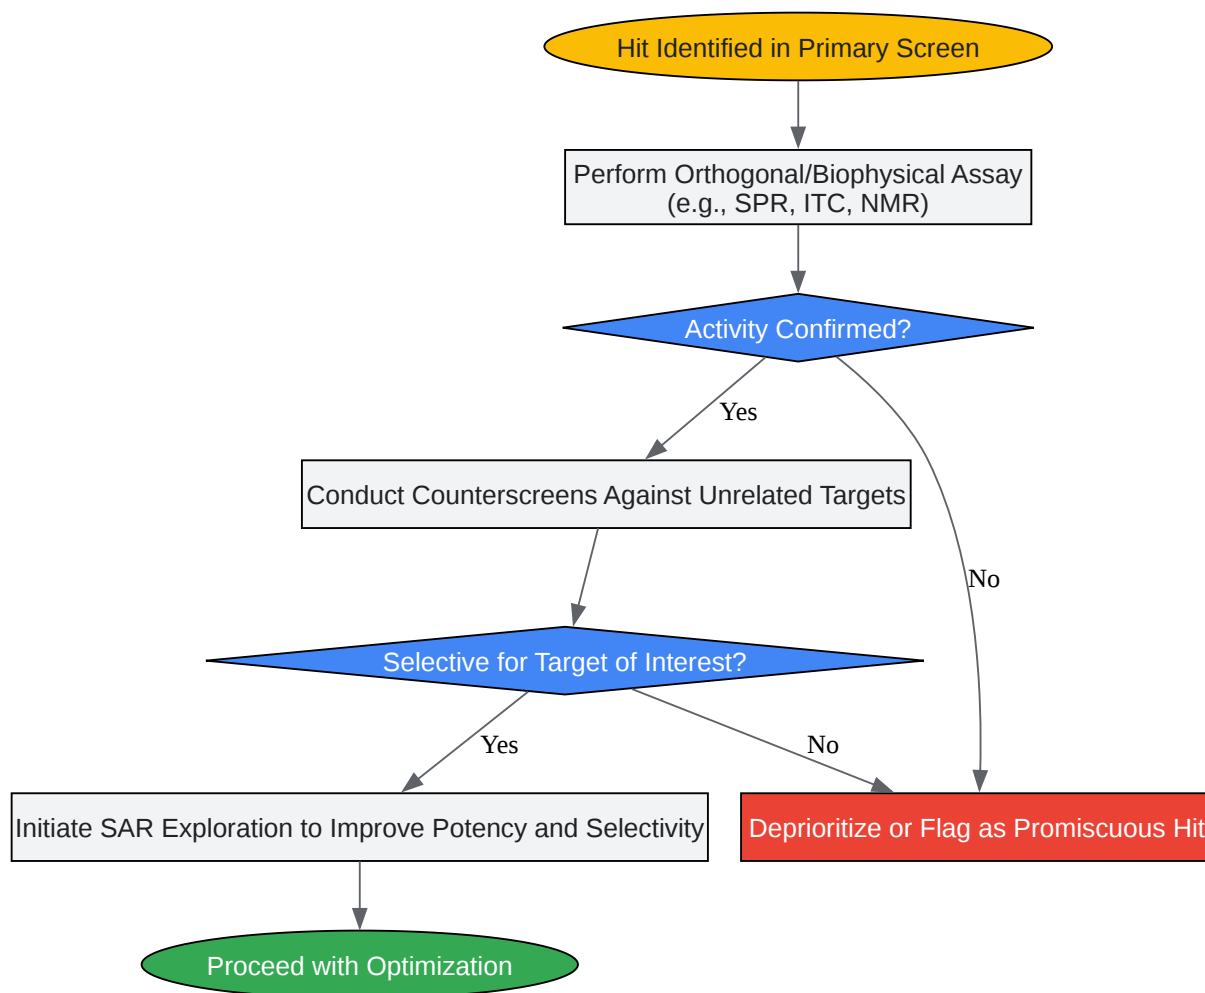 Hit Identified in Primary Screen
Perform Orthogonal/Biophysical Assay
(e.g., SPR, ITC, NMR)
Activity Confirmed?
Yes
Conduct Counterscreens Against Unrelated Targets
No
Selective for Target of Interest?
Yes
No
Initiate SAR Exploration to Improve Potency and Selectivity
Deprioritize or Flag as Promiscuous Hit
Proceed with Optimization